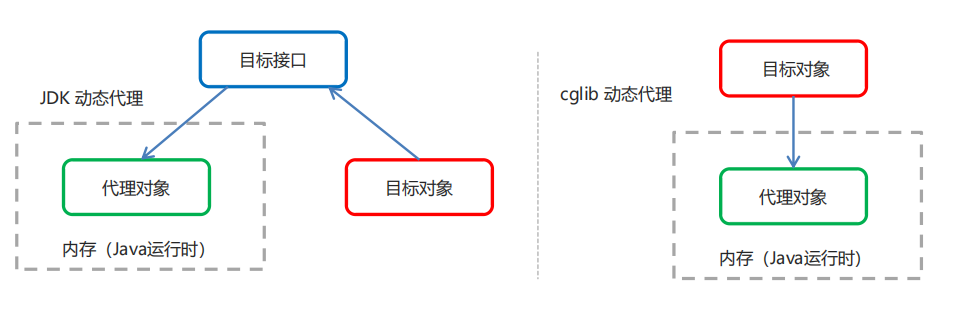 目标接口
JDK 动态代理
代理对象
目标对象
内存（Java运行时）
目标对象
cglib 动态代理
代理对象
内存（Java运行时）